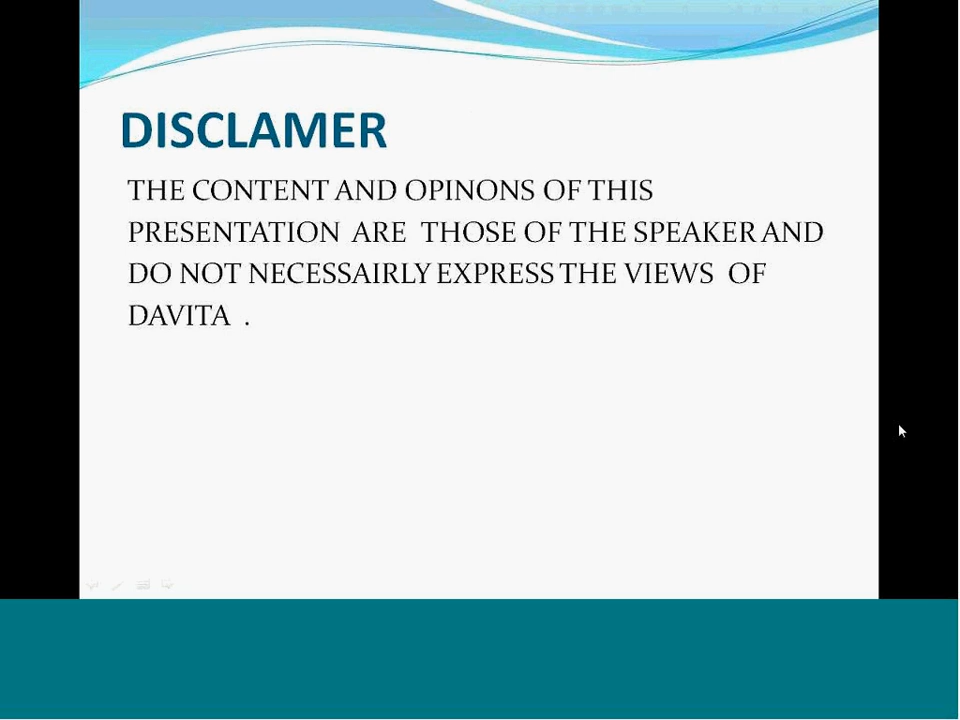 DISCLAMER
THE CONTENT AND OPINONS OF THIS
PRESENTATION ARE THOSE OF THE SPEAKER AND
DO NOT NECESSAIRLY EXPRESS THE VIEWS OF
DAVITA .